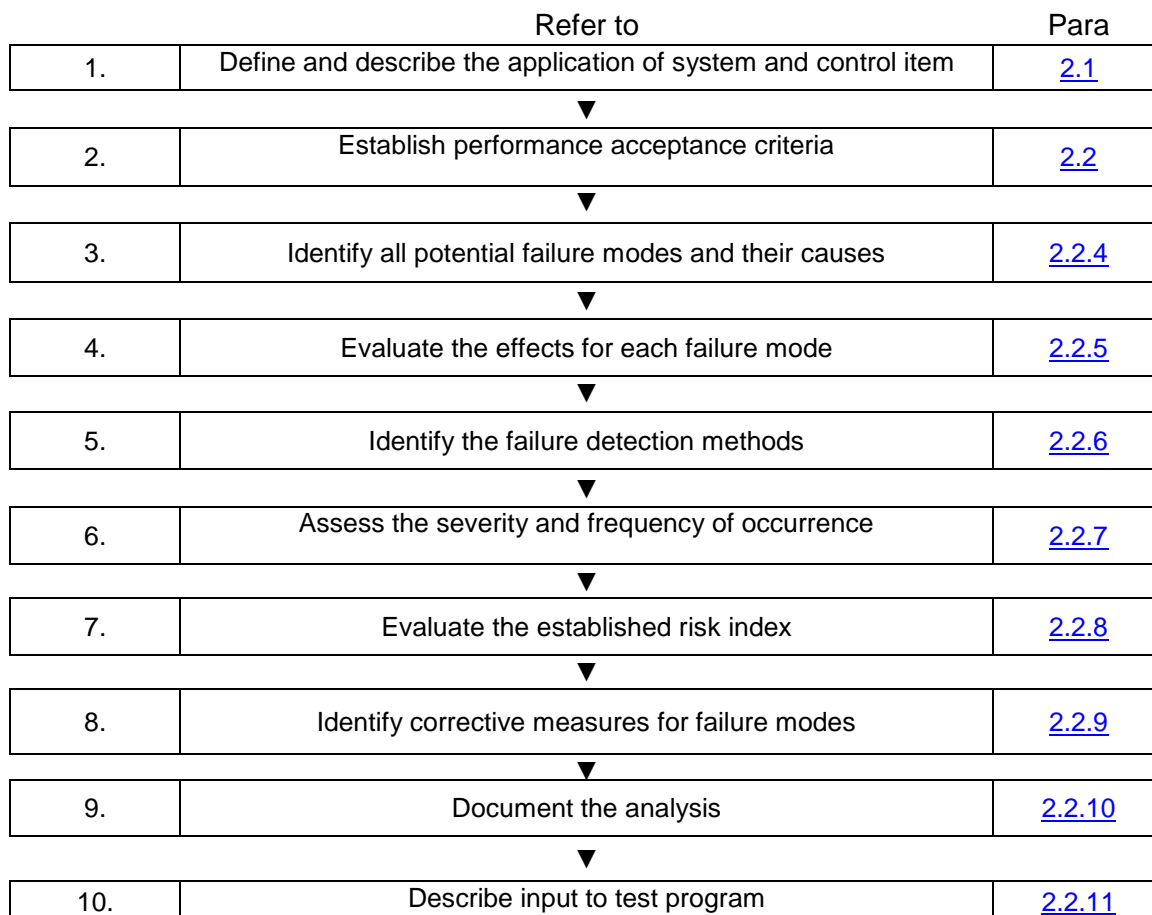 Refer to Para
1. Define and describe the application of system and control item 2.1
▼
2. Establish performance acceptance criteria 2.2
▼
3. Identify all potential failure modes and their causes 2.2.4
▼
4. Evaluate the effects for each failure mode 2.2.5
▼
5. Identify the failure detection methods 2.2.6
▼
6. Assess the severity and frequency of occurrence 2.2.7
▼
7. Evaluate the established risk index 2.2.8
▼
8. Identify corrective measures for failure modes 2.2.9
▼
9. Document the analysis 2.2.10
▼
10. Describe input to test program 2.2.11